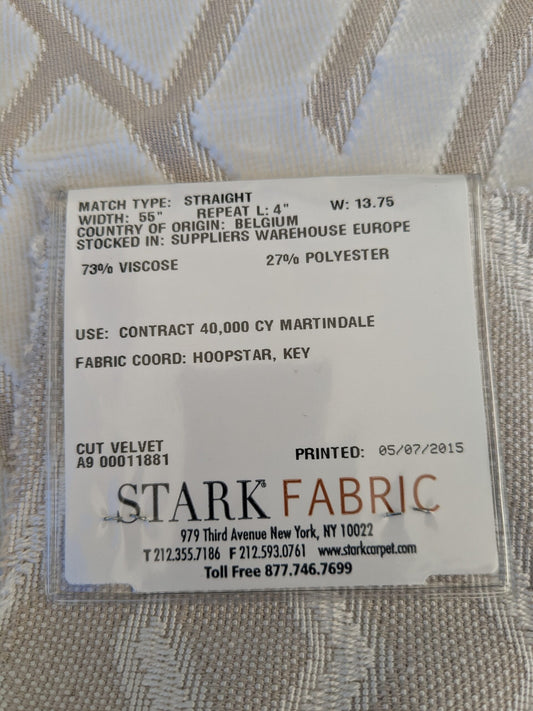 MATCH TYPE: STRAIGHT
WIDTH: 55" REPEAT L: 4" W: 13.75
COUNTRY OF ORIGIN: BELGIUM
STOCKED IN: SUPPLIERS WAREHOUSE EUROPE
73% VISCOSE 27% POLYESTER
USE: CONTRACT 40,000 CY MARTINDALE
FABRIC COORD: HOOPSTAR, KEY
CUT VELVET
A9 00011881 PRINTED: 05/07/2015
STARK® FABRIC
979 Third Avenue New York, NY 10022
T 212.355.7186 F 212.593.0761 www.starkcarpet.com
Toll Free 877.746.7699